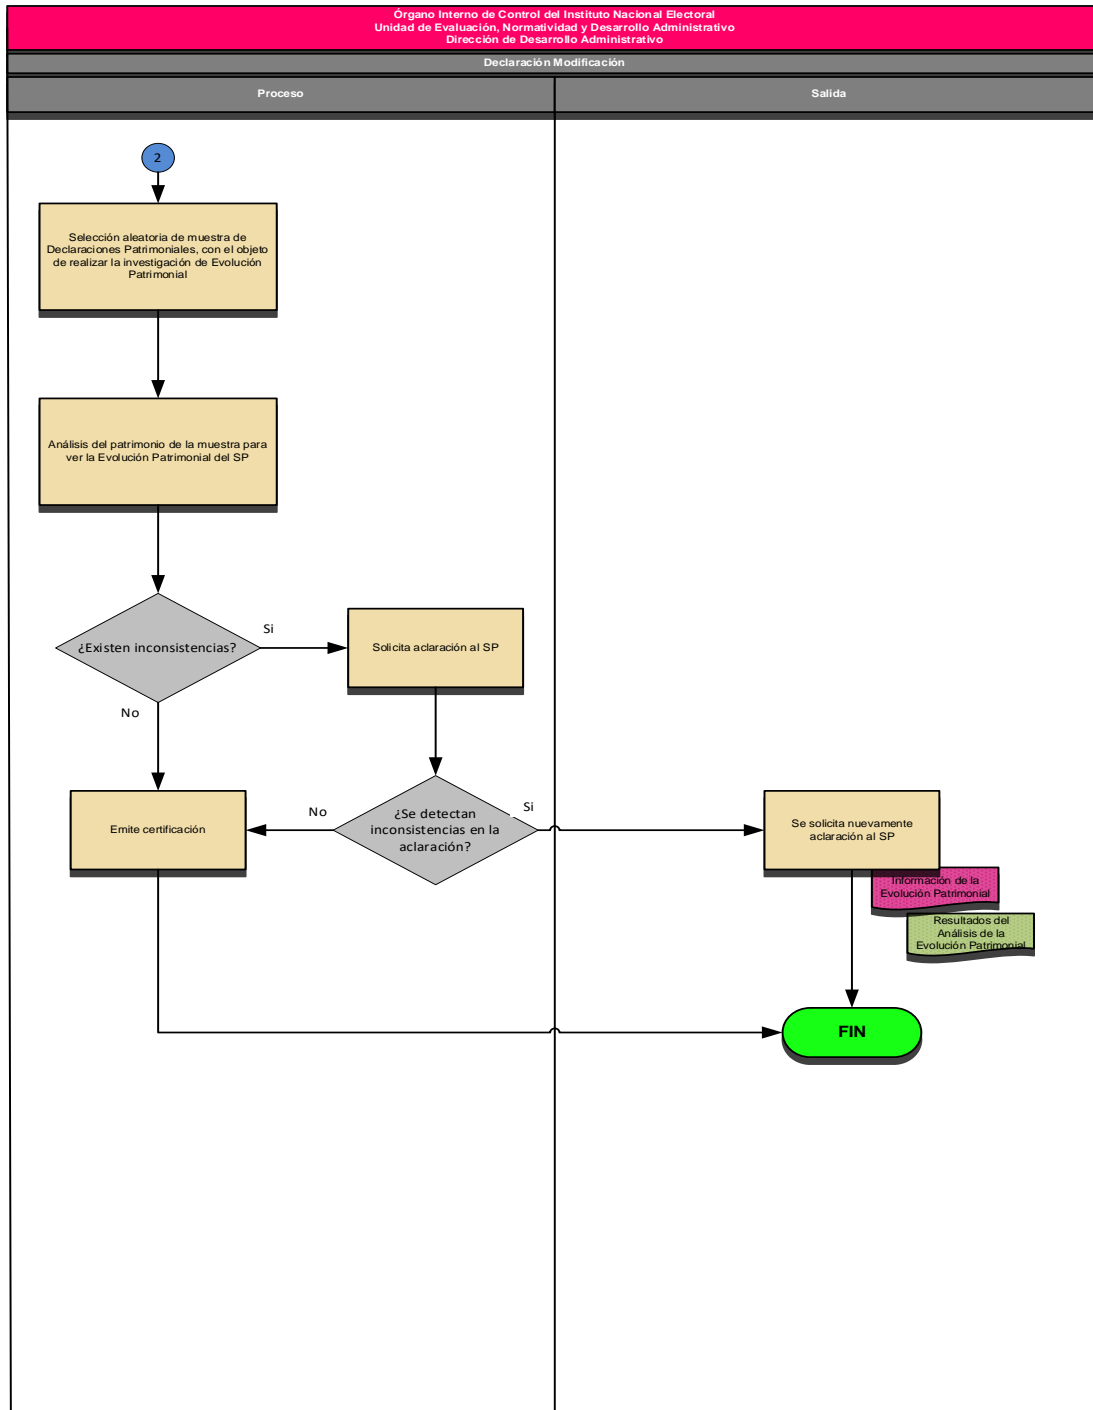 Órgano Interno de Control del Instituto Nacional Electoral
Unidad de Evaluación, Normatividad y Desarrollo Administrativo
Dirección de Desarrollo Administrativo
Declaración Modificación
Proceso
Salida
2
Selección aleatoria de muestra de
Declaraciones Patrimoniales, con el objeto
de realizar la investigación de Evolución
Patrimonial
Análisis del patrimonio de la muestra para
ver la Evolución Patrimonial del SP
¿Existen inconsistencias?
Si
Solicita aclaración al SP
No
Emite certificación
No
¿Se detectan
inconsistencias en la
aclaración?
Si
Se solicita nuevamente
aclaración al SP
Información de la
Evolución Patrimonial
Resultados del
Análisis de la
Evolución Patrimonial
FIN